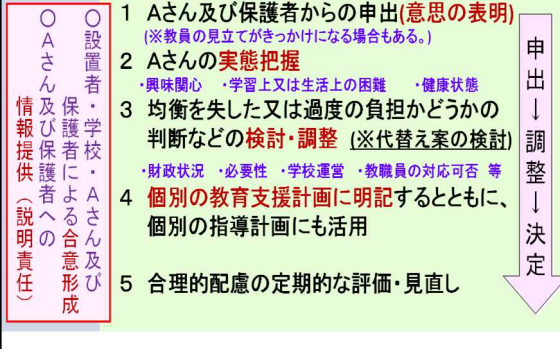 ○設置者・学校・Aさん及び
保護者による合意形成
○Aさん及び保護者への
情報提供（説明責任）
1 Aさん及び保護者からの申出(意思の表明)
(※教員の見立てがきっかけになる場合もある。)
2 Aさんの実態把握
・興味関心 ・学習上又は生活上の困難 ・健康状態
3 均衡を失した又は過度の負担かどうかの
判断などの検討・調整 (※代替え案の検討)
・財政状況 ・必要性 ・学校運営 ・教職員の対応可否 等
4 個別の教育支援計画に明記するとともに、
個別の指導計画にも活用
5 合理的配慮の定期的な評価・見直し
申出→調整→決定